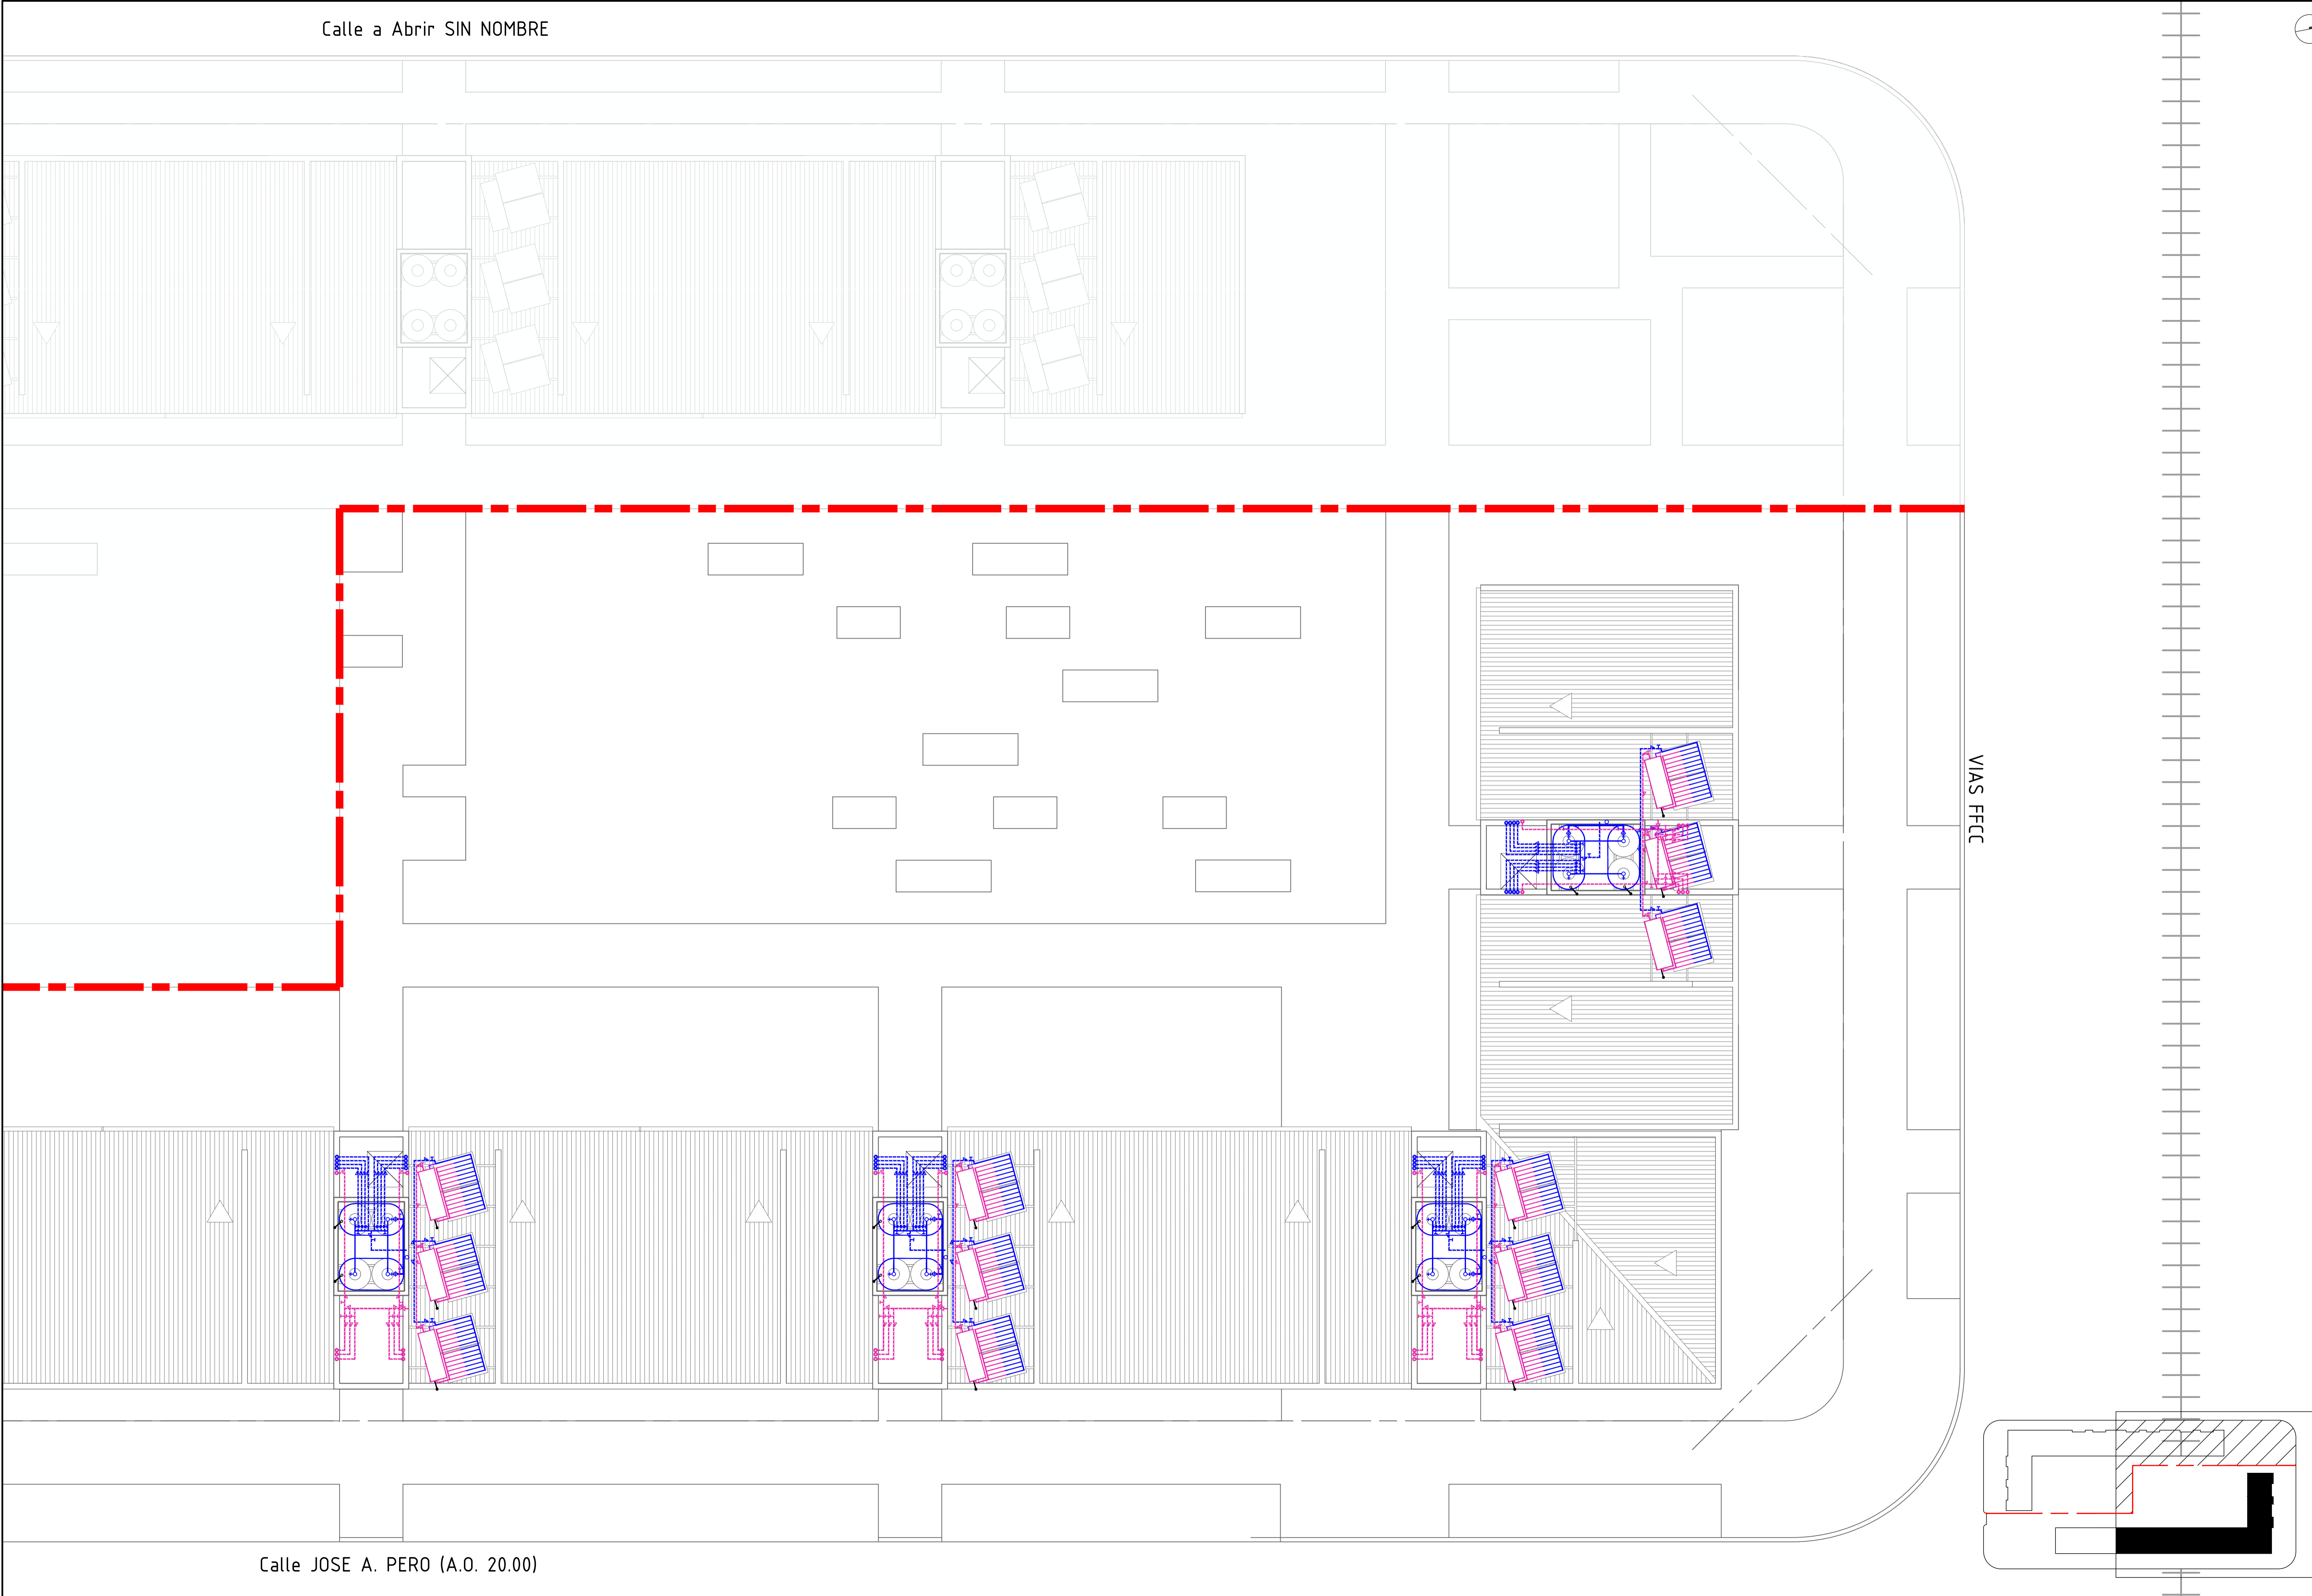 Calle a Abrir SIN NOMBRE
VIAS FFCC
Calle JOSE A. PERO (A.O. 20.00)